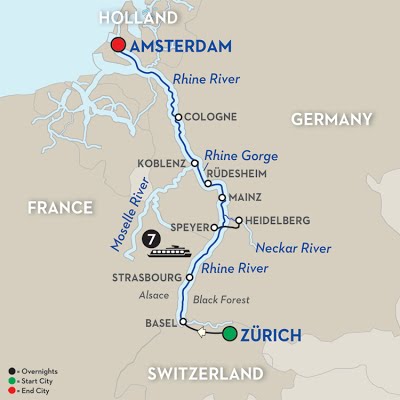 HOLLAND
AMSTERDAM
Rhine River
COLOGNE
GERMANY
KOBLENZ
Rhine Gorge
RÜDESHEIM
MAINZ
Moselle River
FRANCE
SPEYER
HEIDELBERG
7
Neckar River
STRASBOURG
Rhine River
Alsace
Black Forest
BASEL
ZÜRICH
= Overnights
= Start City
= End City
SWITZERLAND